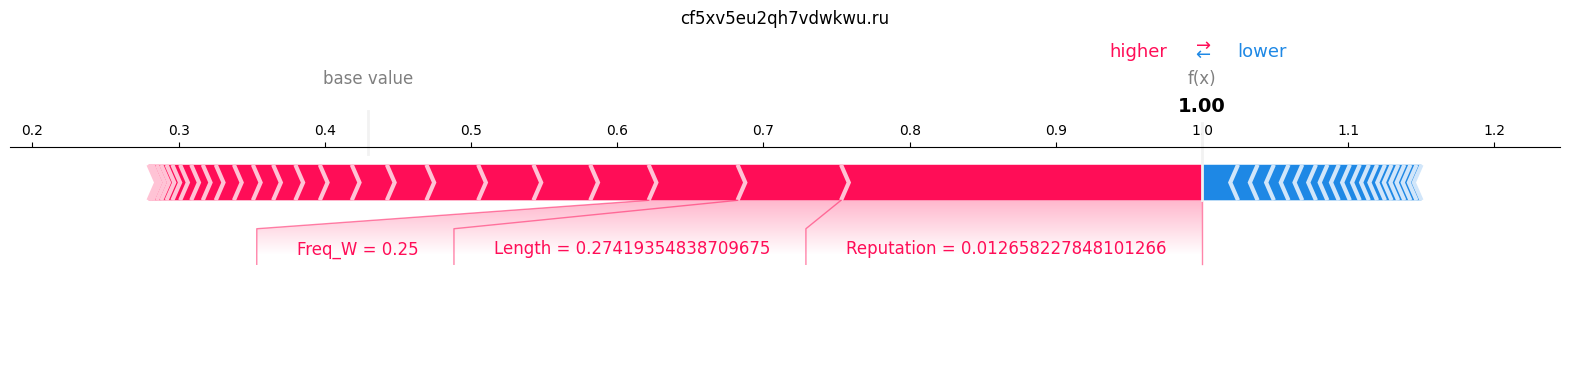 cf5xv5eu2qh7vdwkwu.ru
higher ⇄ lower
base value f(x)
1.00
0.2 0.3 0.4 0.5 0.6 0.7 0.8 0.9 1.0 1.1 1.2
Freq_W = 0.25 Length = 0.27419354838709675 Reputation = 0.012658227848101266